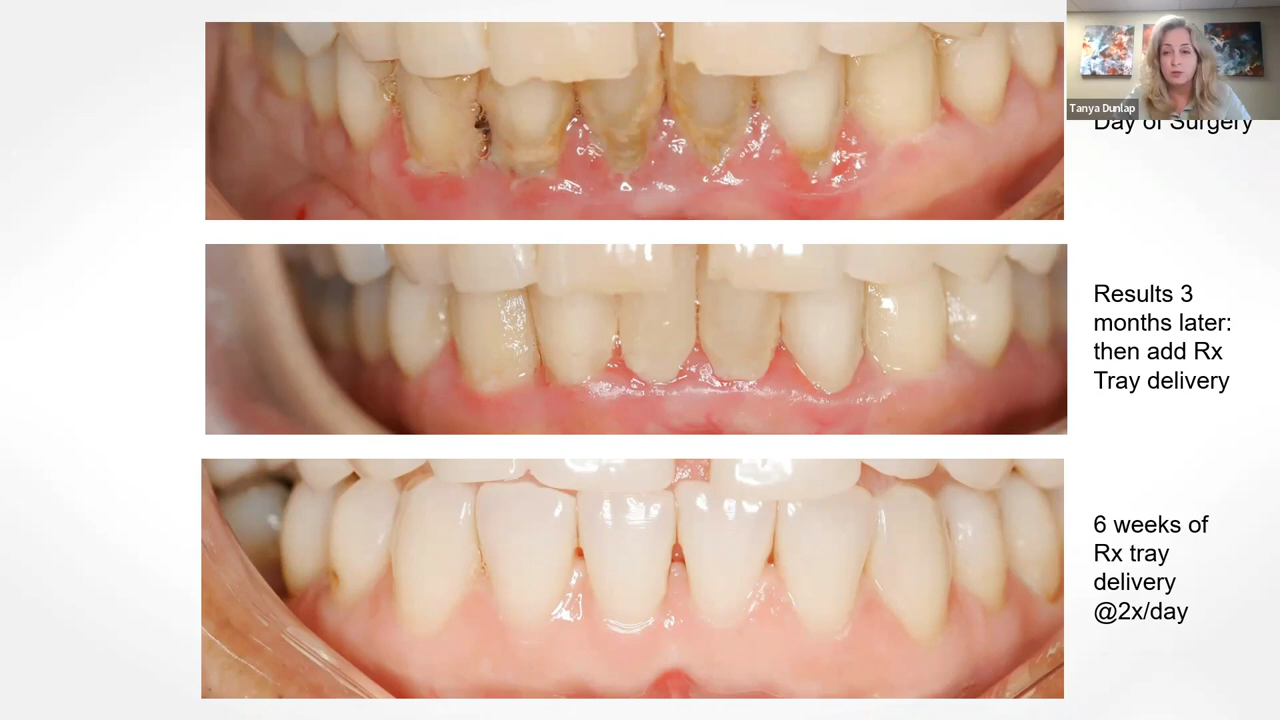 Tanya Dunlap
Day of Surgery
Results 3
months later:
then add Rx
Tray delivery
6 weeks of
Rx tray
delivery
@2x/day